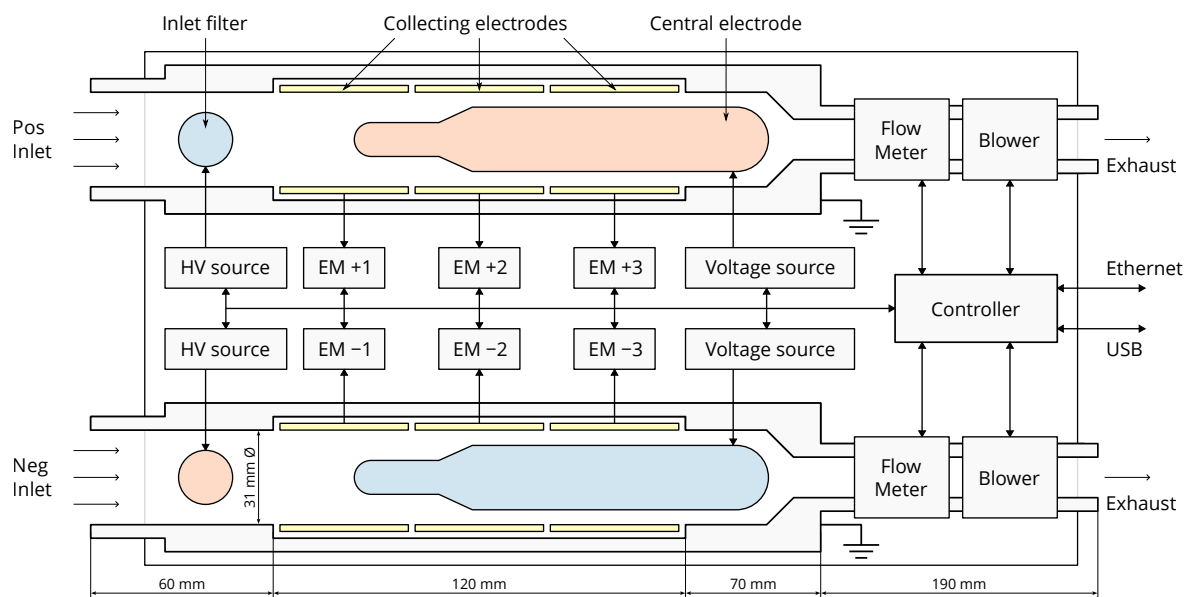 Inlet filter
Collecting electrodes
Central electrode
Pos
Inlet
Flow
Meter
Blower
Exhaust
HV source
EM +1
EM +2
EM +3
Voltage source
Ethernet
Controller
HV source
EM −1
EM −2
EM −3
Voltage source
USB
Neg
Inlet
31 mm Ø
Flow
Meter
Blower
Exhaust
60 mm
120 mm
70 mm
190 mm